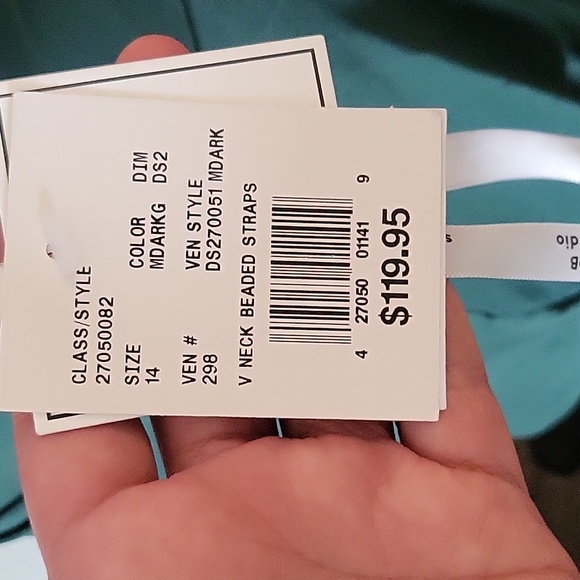 CLASS/STYLE COLOR DIM
27050082 MDARKG DS2
SIZE
14
VEN # VEN STYLE
298 DS270051 MDARK
V NECK BEADED STRAPS
4 27050 01141 9
$119.95